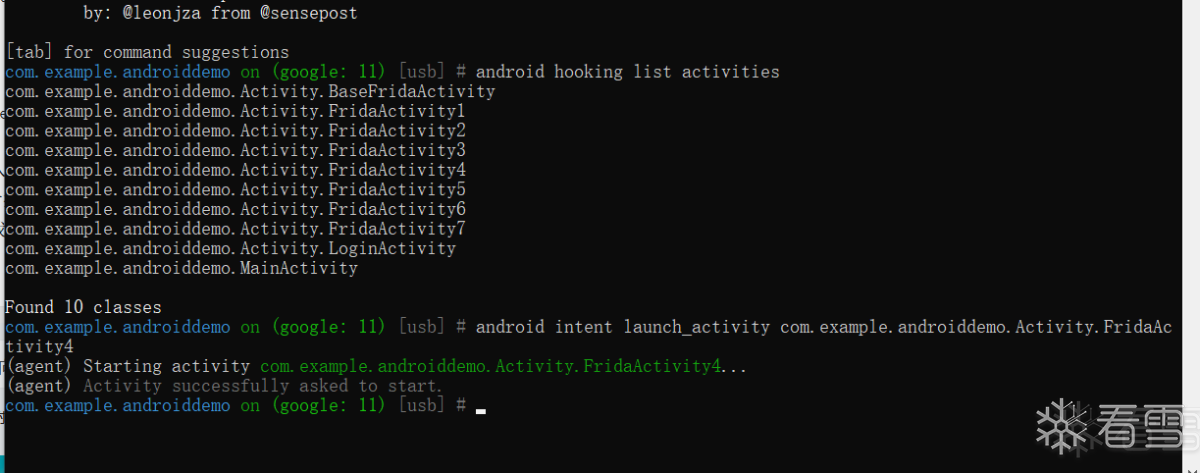 by: @leonjza from @sensepost
[tab] for command suggestions
com.example.androiddemo on (google: 11) [usb] # android hooking list activities
com.example.androiddemo.Activity.BaseFridaActivity
com.example.androiddemo.Activity.FridaActivity1
com.example.androiddemo.Activity.FridaActivity2
com.example.androiddemo.Activity.FridaActivity3
com.example.androiddemo.Activity.FridaActivity4
com.example.androiddemo.Activity.FridaActivity5
com.example.androiddemo.Activity.FridaActivity6
com.example.androiddemo.Activity.FridaActivity7
com.example.androiddemo.Activity.LoginActivity
com.example.androiddemo.MainActivity
Found 10 classes
com.example.androiddemo on (google: 11) [usb] # android intent launch_activity com.example.androiddemo.Activity.FridaAc
tivity4
(agent) Starting activity com.example.androiddemo.Activity.FridaActivity4...
(agent) Activity successfully asked to start.
com.example.androiddemo on (google: 11) [usb] #
看雪